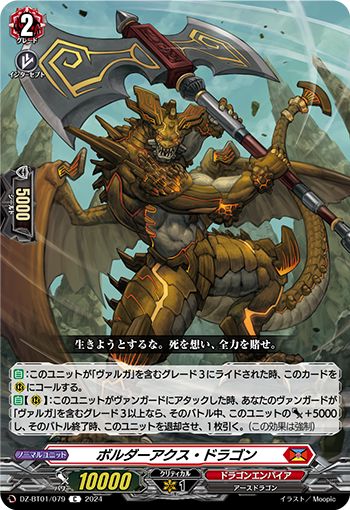 2
グレード
インターセプト
5000
シールド
生きようとするな。死を想い、全力を賭せ。
自:このユニットが「ヴァルガ」を含むグレード3にライドされた時、このカードを
Rにコールする。
自【R】:このユニットがヴァンガードにアタックした時、あなたのヴァンガードが
「ヴァルガ」を含むグレード3以上なら、そのバトル中、このユニットの+5000
し、そのバトル終了時、このユニットを退却させ、1枚引く。(この効果は強制)
ノーマルユニット
ボルダーアクス・ドラゴン
パワー
10000
クリティカル
1
ドラゴンエンパイア
アースドラゴン
DZ-BT01/079 C 2024
イラスト/Moopic